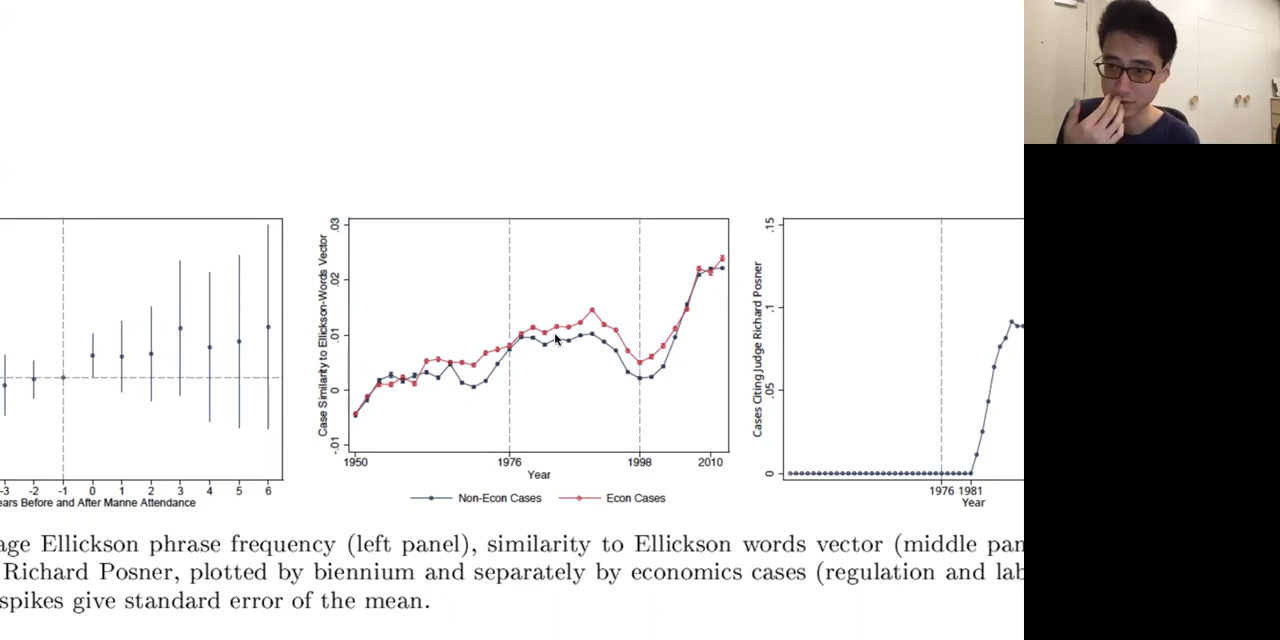 -3 -2 -1 0 1 2 3 4 5 6
ears Before and After Manne Attendance
Case Similarity to Ellickson-Words Vector
.03
.02
.01
0
-.01
1950 1976 1998 2010
Year
Non-Econ Cases Econ Cases
Cases Citing Judge Richard Posner
.15
.1
.05
0
1976 1981
Year
age Ellickson phrase frequency (left panel), similarity to Ellickson words vector (middle pan
Richard Posner, plotted by biennium and separately by economics cases (regulation and lab
spikes give standard error of the mean.